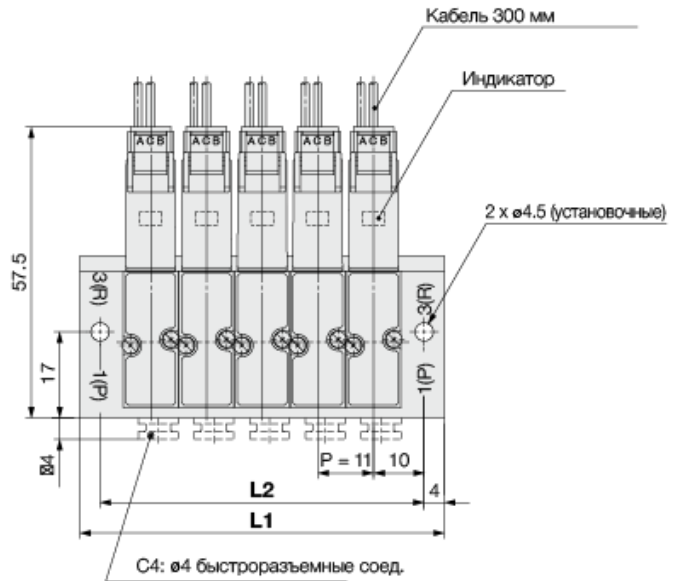 Кабель 300 мм
Индикатор
A C B A C B A C B A C B A C B
2 x ø4.5 (установочные)
57.5
3(R)
3(R)
17
1(P)
1(P)
4
P = 11
10
L2
4
L1
C4: ø4 быстроразъемные соед.